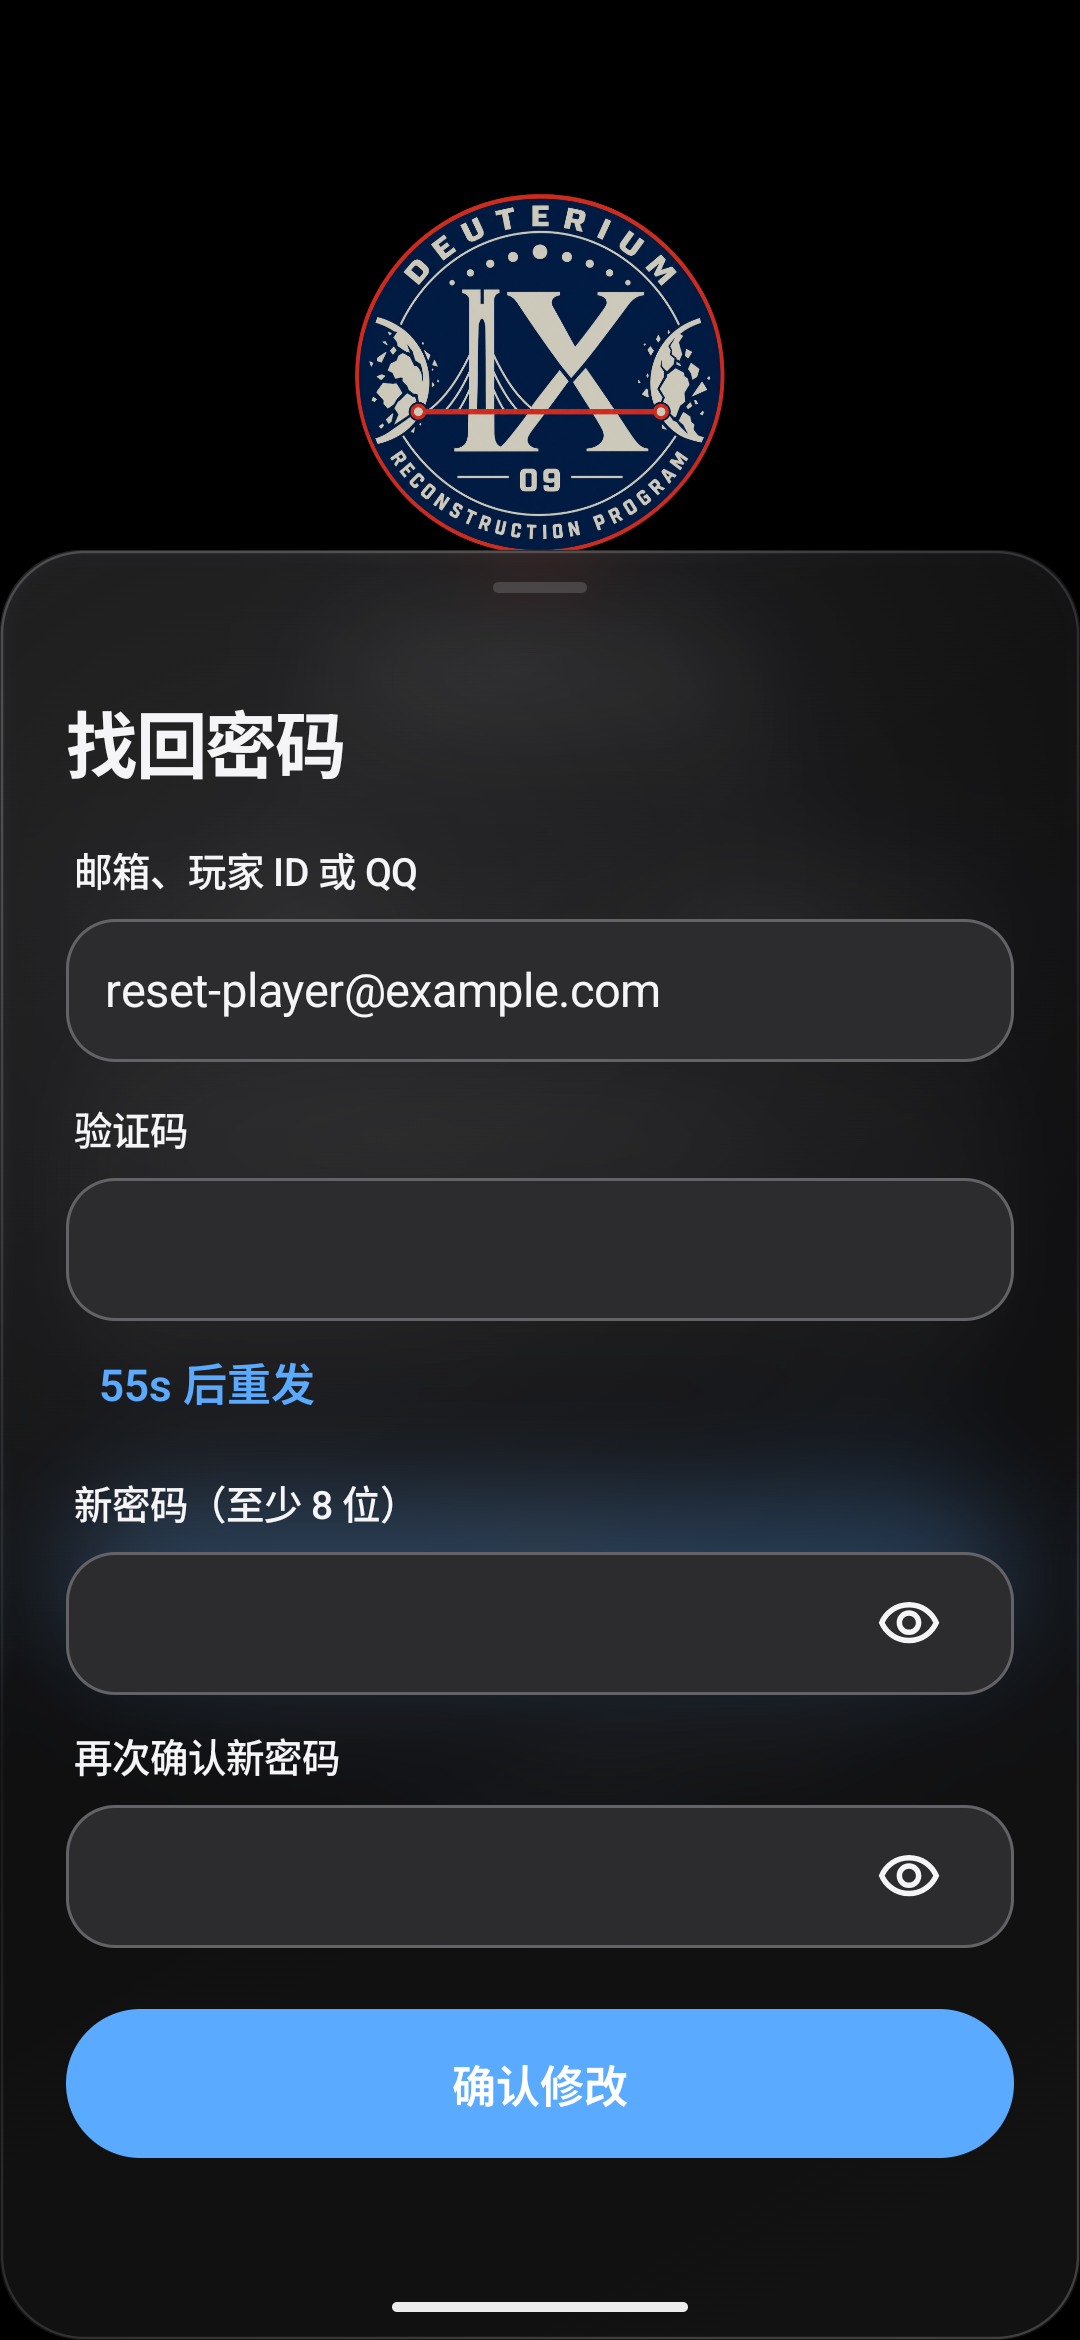 DEUTERIUM
IX
09
RECONSTRUCTION PROGRAM
找回密码
邮箱、玩家 ID 或 QQ
reset-player@example.com
验证码
55s 后重发
新密码（至少 8 位）
再次确认新密码
确认修改